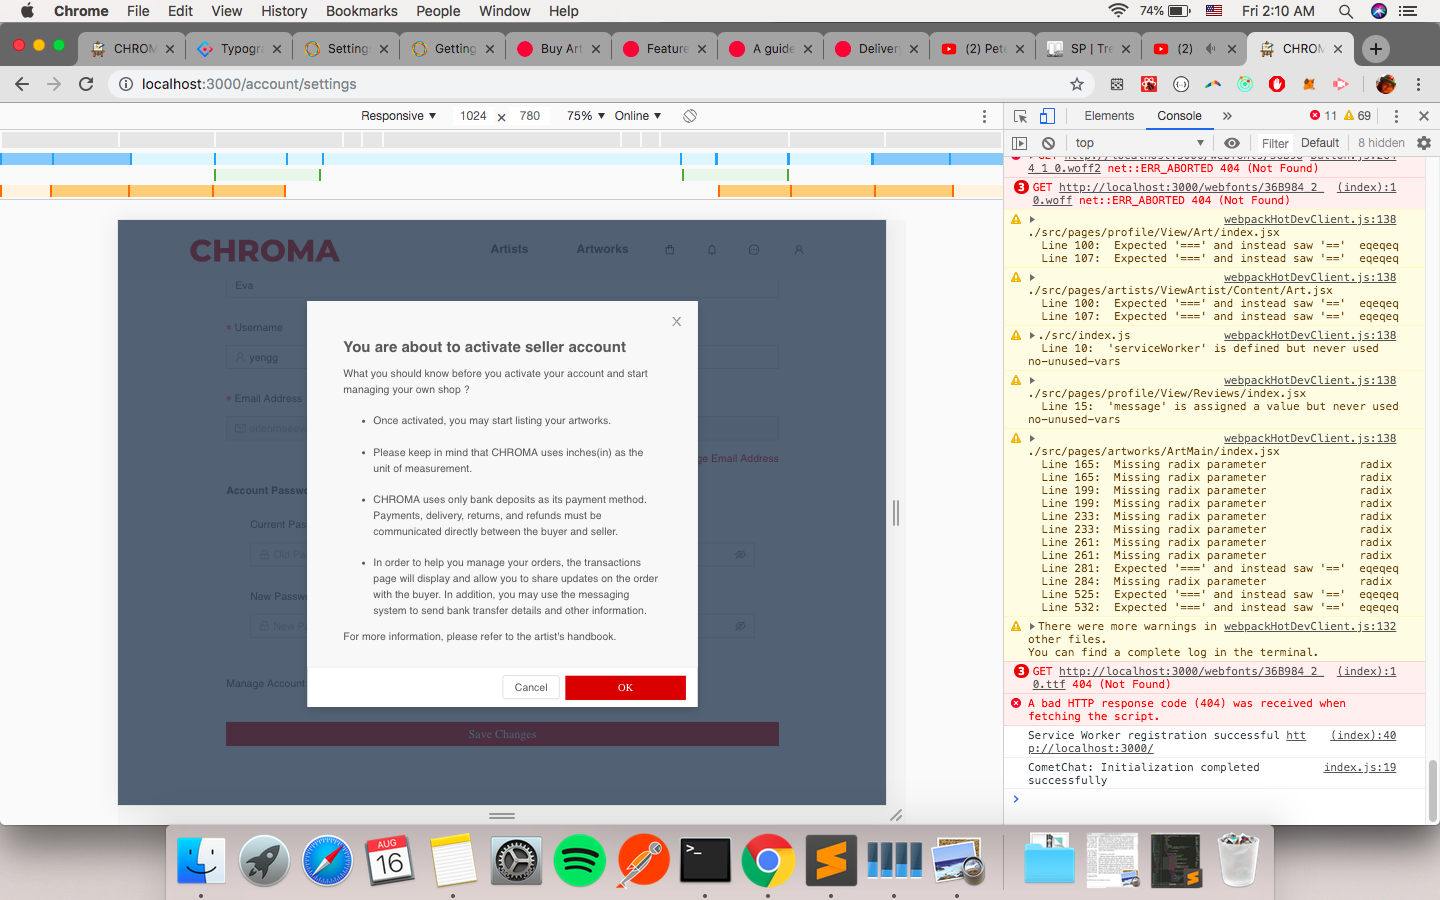 Chrome File Edit View History Bookmarks People Window Help 74% Fri 2:10 AM
CHROM Typogr Setting Getting Buy Art Feature A guide Deliver (2) Pet SP | Tre (2) CHROM
localhost:3000/account/settings
Responsive 1024 x 780 75% Online
Elements Console 11 69
top Filter Default 8 hidden
CHROMA Artists Artworks
Eva
* Username
yengg
* Email Address
ge Email Address
Account Passw
Current Pas
Old Pa
New Passw
New P
Manage Account
Save Changes
X
You are about to activate seller account
What you should know before you activate your account and start
managing your own shop ?
• Once activated, you may start listing your artworks.
• Please keep in mind that CHROMA uses inches(in) as the
unit of measurement.
• CHROMA uses only bank deposits as its payment method.
Payments, delivery, returns, and refunds must be
communicated directly between the buyer and seller.
• In order to help you manage your orders, the transactions
page will display and allow you to share updates on the order
with the buyer. In addition, you may use the messaging
system to send bank transfer details and other information.
For more information, please refer to the artist's handbook.
Cancel OK
4_1_0.woff2 net::ERR_ABORTED 404 (Not Found)
3 GET http://localhost:3000/webfonts/36B984_2_ (index):1
0.woff net::ERR_ABORTED 404 (Not Found)
webpackHotDevClient.js:138
./src/pages/profile/View/Art/index.jsx
Line 100: Expected '===' and instead saw '==' eqeqeq
Line 107: Expected '===' and instead saw '==' eqeqeq
webpackHotDevClient.js:138
./src/pages/artists/ViewArtist/Content/Art.jsx
Line 100: Expected '===' and instead saw '==' eqeqeq
Line 107: Expected '===' and instead saw '==' eqeqeq
./src/index.js webpackHotDevClient.js:138
Line 10: 'serviceWorker' is defined but never used
no-unused-vars
webpackHotDevClient.js:138
./src/pages/profile/View/Reviews/index.jsx
Line 15: 'message' is assigned a value but never used
no-unused-vars
webpackHotDevClient.js:138
./src/pages/artworks/ArtMain/index.jsx
Line 165: Missing radix parameter radix
Line 165: Missing radix parameter radix
Line 199: Missing radix parameter radix
Line 199: Missing radix parameter radix
Line 233: Missing radix parameter radix
Line 233: Missing radix parameter radix
Line 261: Missing radix parameter radix
Line 261: Missing radix parameter radix
Line 281: Expected '===' and instead saw '==' eqeqeq
Line 284: Missing radix parameter radix
Line 525: Expected '===' and instead saw '==' eqeqeq
Line 532: Expected '===' and instead saw '==' eqeqeq
There were more warnings in webpackHotDevClient.js:132
other files.
You can find a complete log in the terminal.
3 GET http://localhost:3000/webfonts/36B984_2_ (index):1
0.ttf 404 (Not Found)
A bad HTTP response code (404) was received when
fetching the script.
Service Worker registration successful htt (index):40
p://localhost:3000/
CometChat: Initialization completed index.js:19
successfully
AUG
16